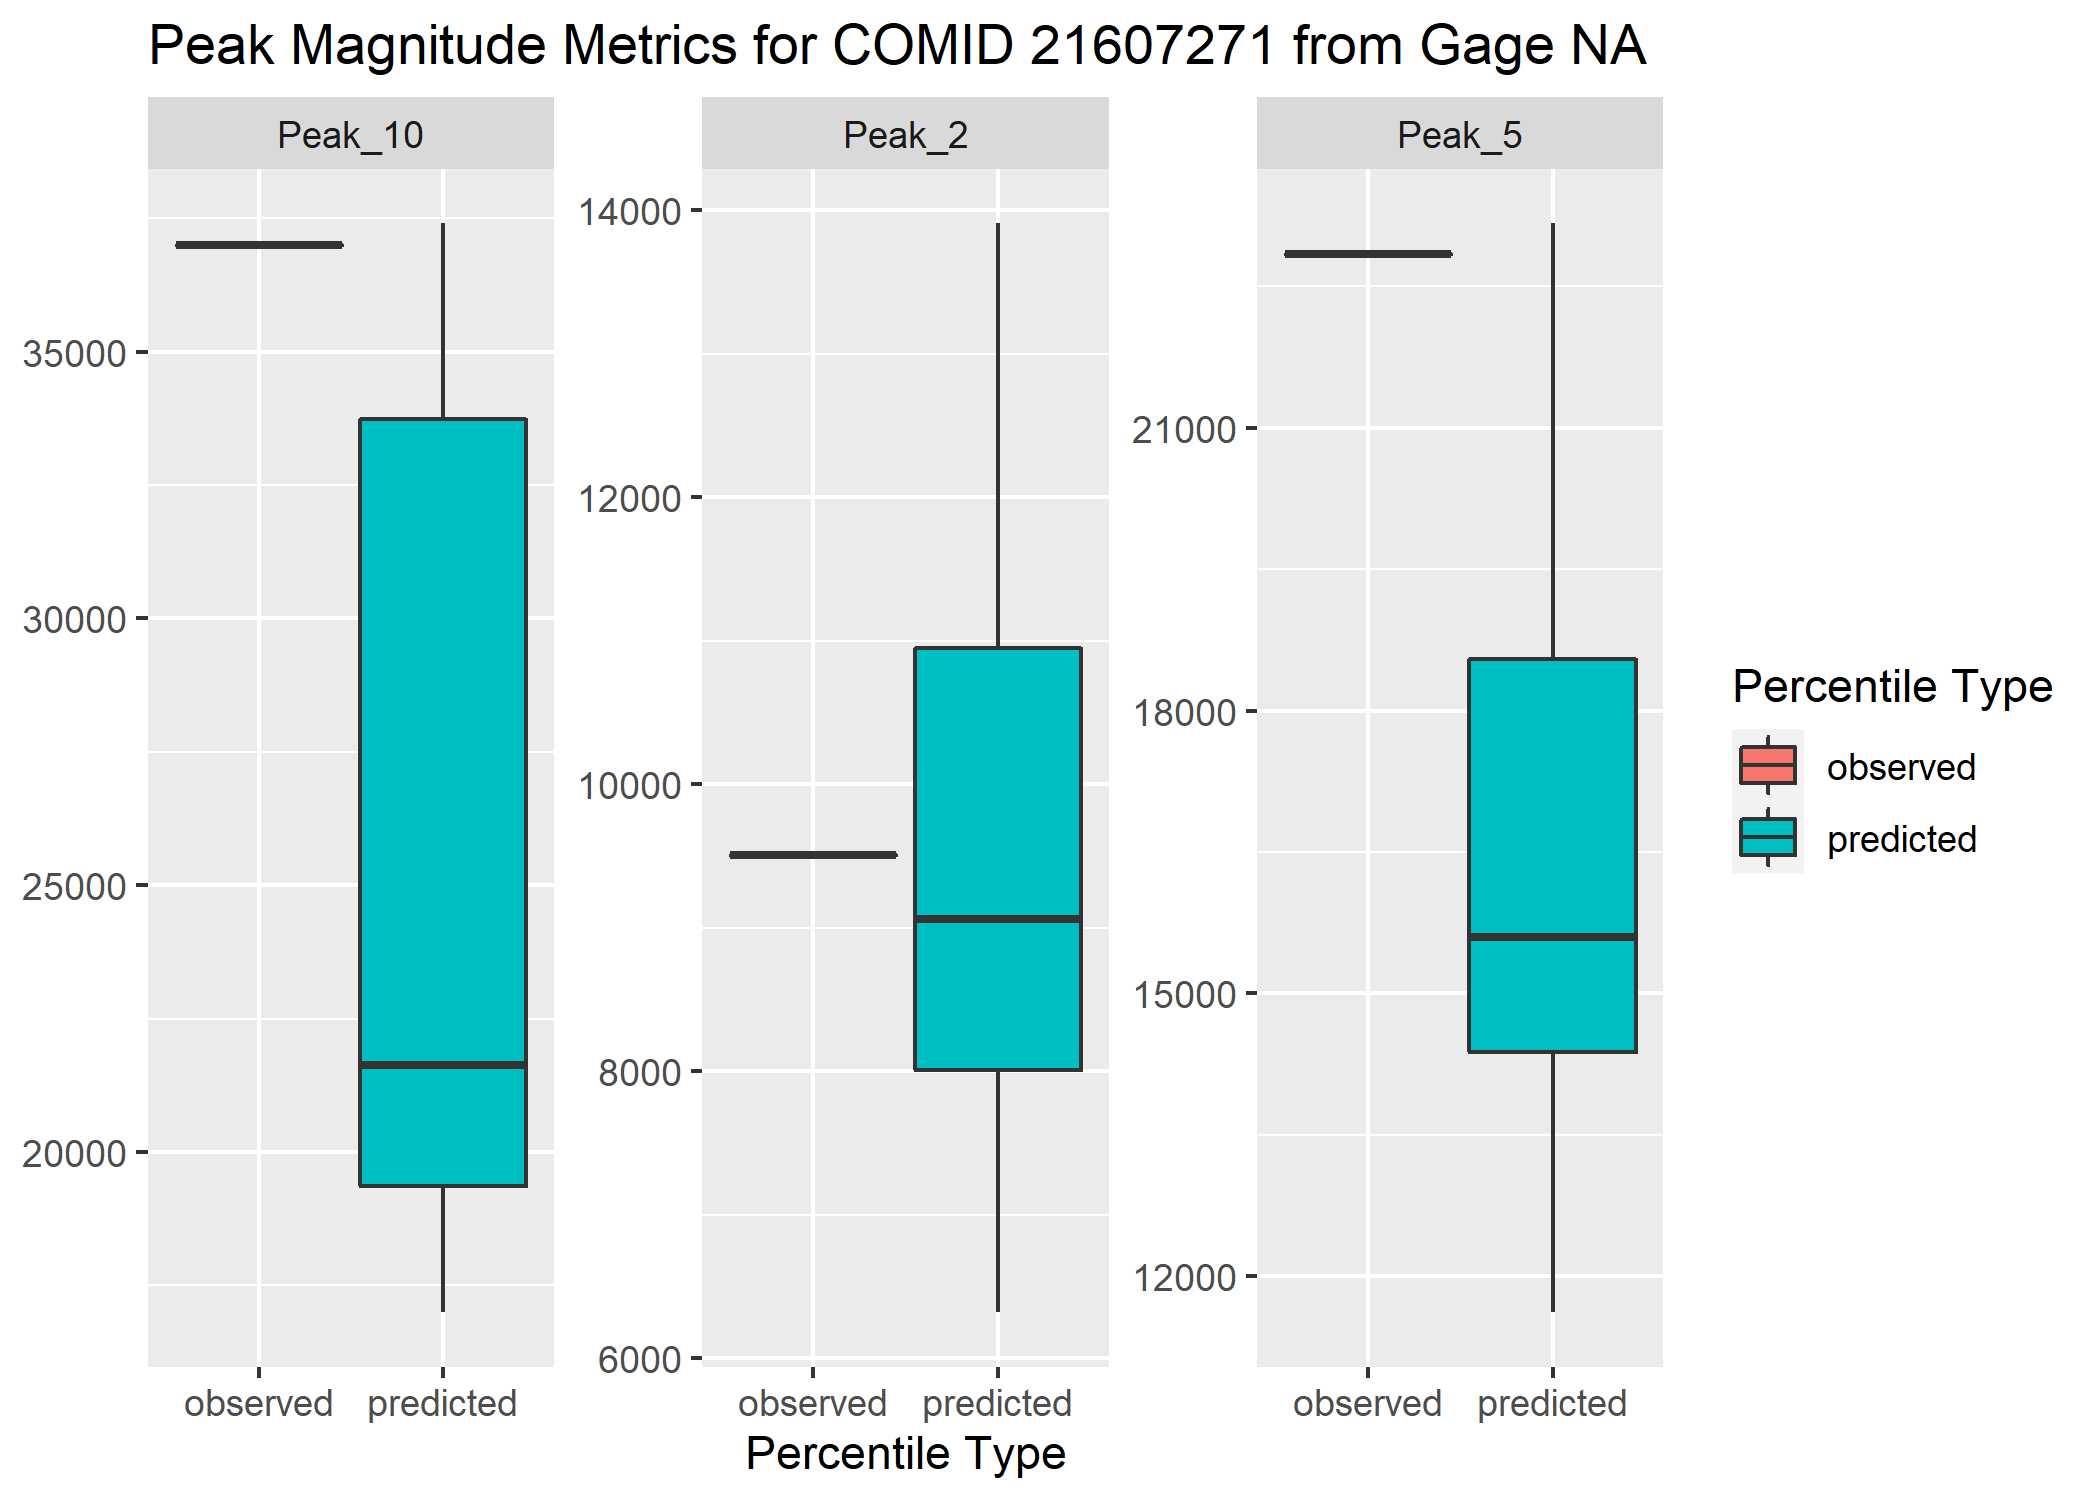 Peak Magnitude Metrics for COMID 21607271 from Gage NA
Peak_10
Peak_2
Peak_5
35000
30000
25000
20000
14000
12000
10000
8000
6000
21000
18000
15000
12000
observed predicted
observed predicted
observed predicted
Percentile Type
Percentile Type
observed
predicted